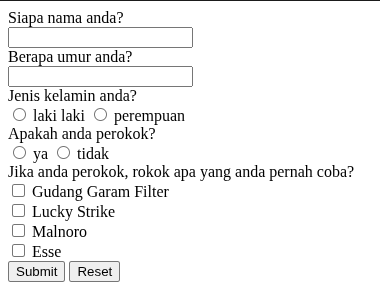 Siapa nama anda?
Berapa umur anda?
Jenis kelamin anda?
laki laki perempuan
Apakah anda perokok?
ya tidak
Jika anda perokok, rokok apa yang anda pernah coba?
Gudang Garam Filter
Lucky Strike
Malnoro
Esse
Submit Reset